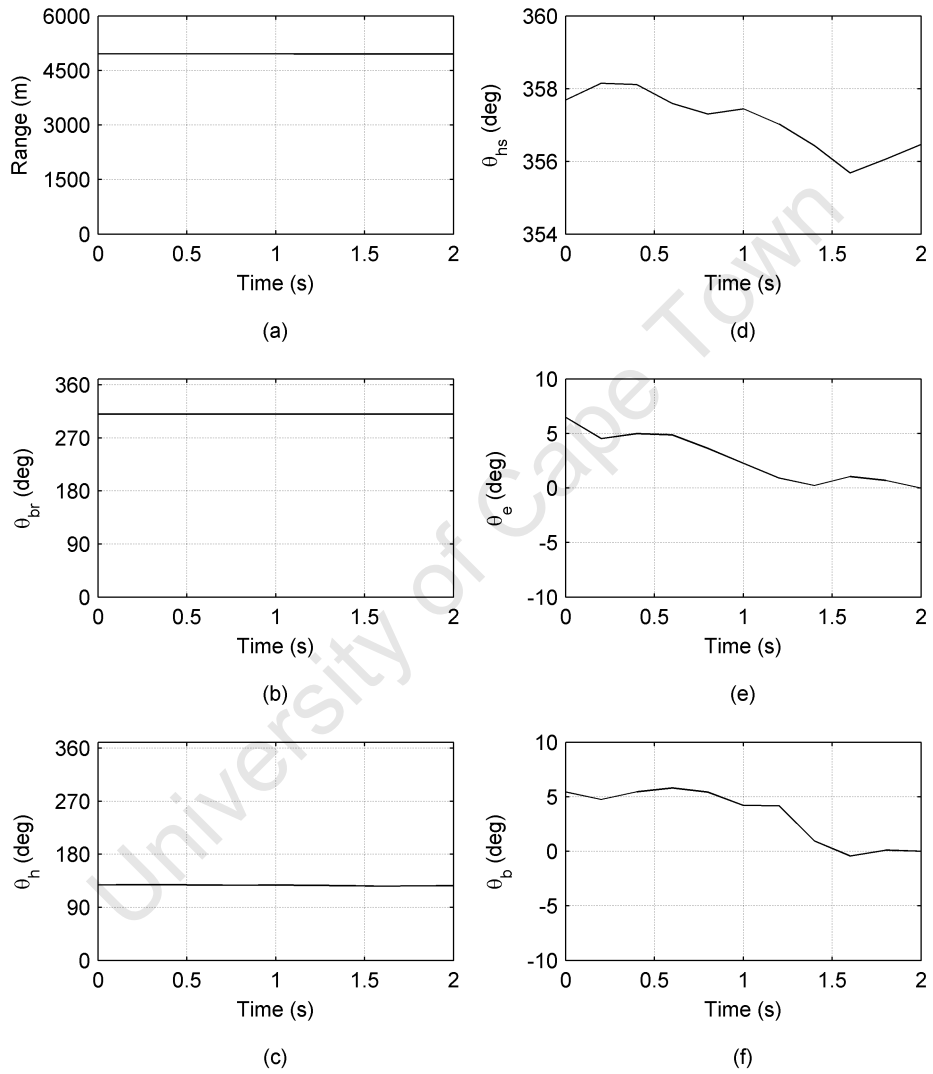 6000
4500
3000
1500
0
Range (m)
0 0.5 1 1.5 2
Time (s)
(a)
360
358
356
354
θhs (deg)
0 0.5 1 1.5 2
Time (s)
(d)
360
270
180
90
0
θbr (deg)
0 0.5 1 1.5 2
Time (s)
(b)
10
5
0
-5
-10
θe (deg)
0 0.5 1 1.5 2
Time (s)
(e)
360
270
180
90
0
θh (deg)
0 0.5 1 1.5 2
Time (s)
(c)
10
5
0
-5
-10
θb (deg)
0 0.5 1 1.5 2
Time (s)
(f)
University of Cape Town